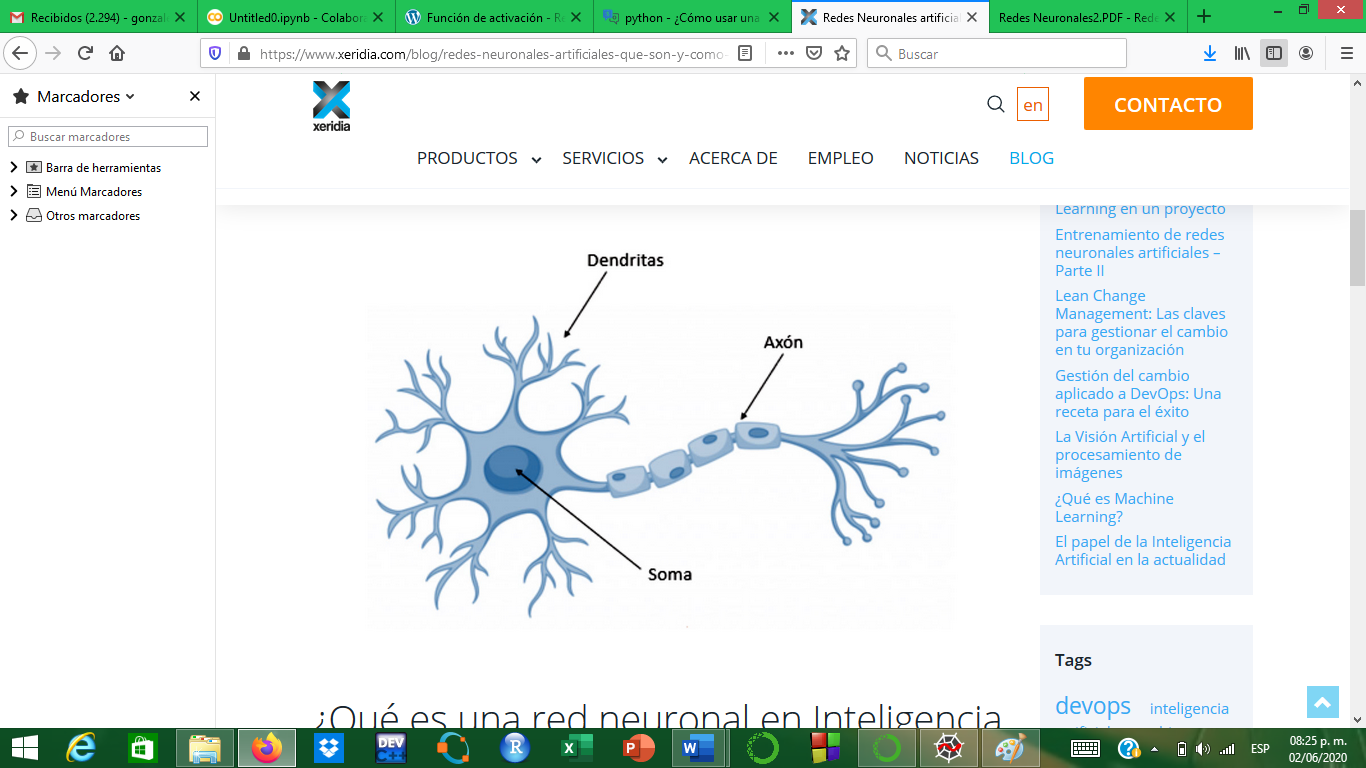 Recibidos (2.294) - gonzal
Untitled0.ipynb - Colabora
Función de activación - Re
python - ¿Cómo usar una
Redes Neuronales artificial
Redes Neuronales2.PDF - Rede
https://www.xeridia.com/blog/redes-neuronales-artificiales-que-son-y-como-
Buscar
Marcadores
Buscar marcadores
Barra de herramientas
Menú Marcadores
Otros marcadores
xeridia
en
CONTACTO
PRODUCTOS
SERVICIOS
ACERCA DE
EMPLEO
NOTICIAS
BLOG
Dendritas
Axón
Soma
¿Qué es una red neuronal en Inteligencia
Learning en un proyecto
Entrenamiento de redes
neuronales artificiales –
Parte II
Lean Change
Management: Las claves
para gestionar el cambio
en tu organización
Gestión del cambio
aplicado a DevOps: Una
receta para el éxito
La Visión Artificial y el
procesamiento de
imágenes
¿Qué es Machine
Learning?
El papel de la Inteligencia
Artificial en la actualidad
Tags
devops inteligencia
DEV
C++
R
X
P
W
ESP
08:25 p. m.
02/06/2020